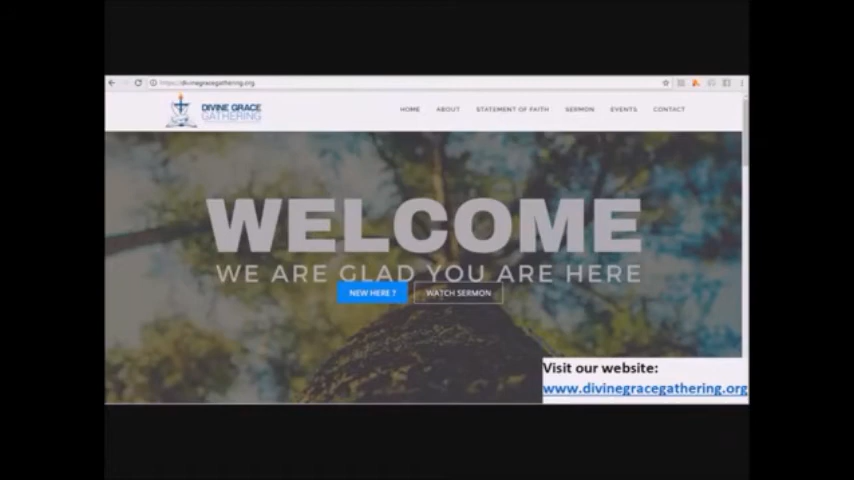 https://divinegracegathering.org
DIVINE GRACE
GATHERING
HOME ABOUT STATEMENT OF FAITH SERMON EVENTS CONTACT
WELCOME
WE ARE GLAD YOU ARE HERE
NEW HERE ? WATCH SERMON
Visit our website:
www.divinegracegathering.org